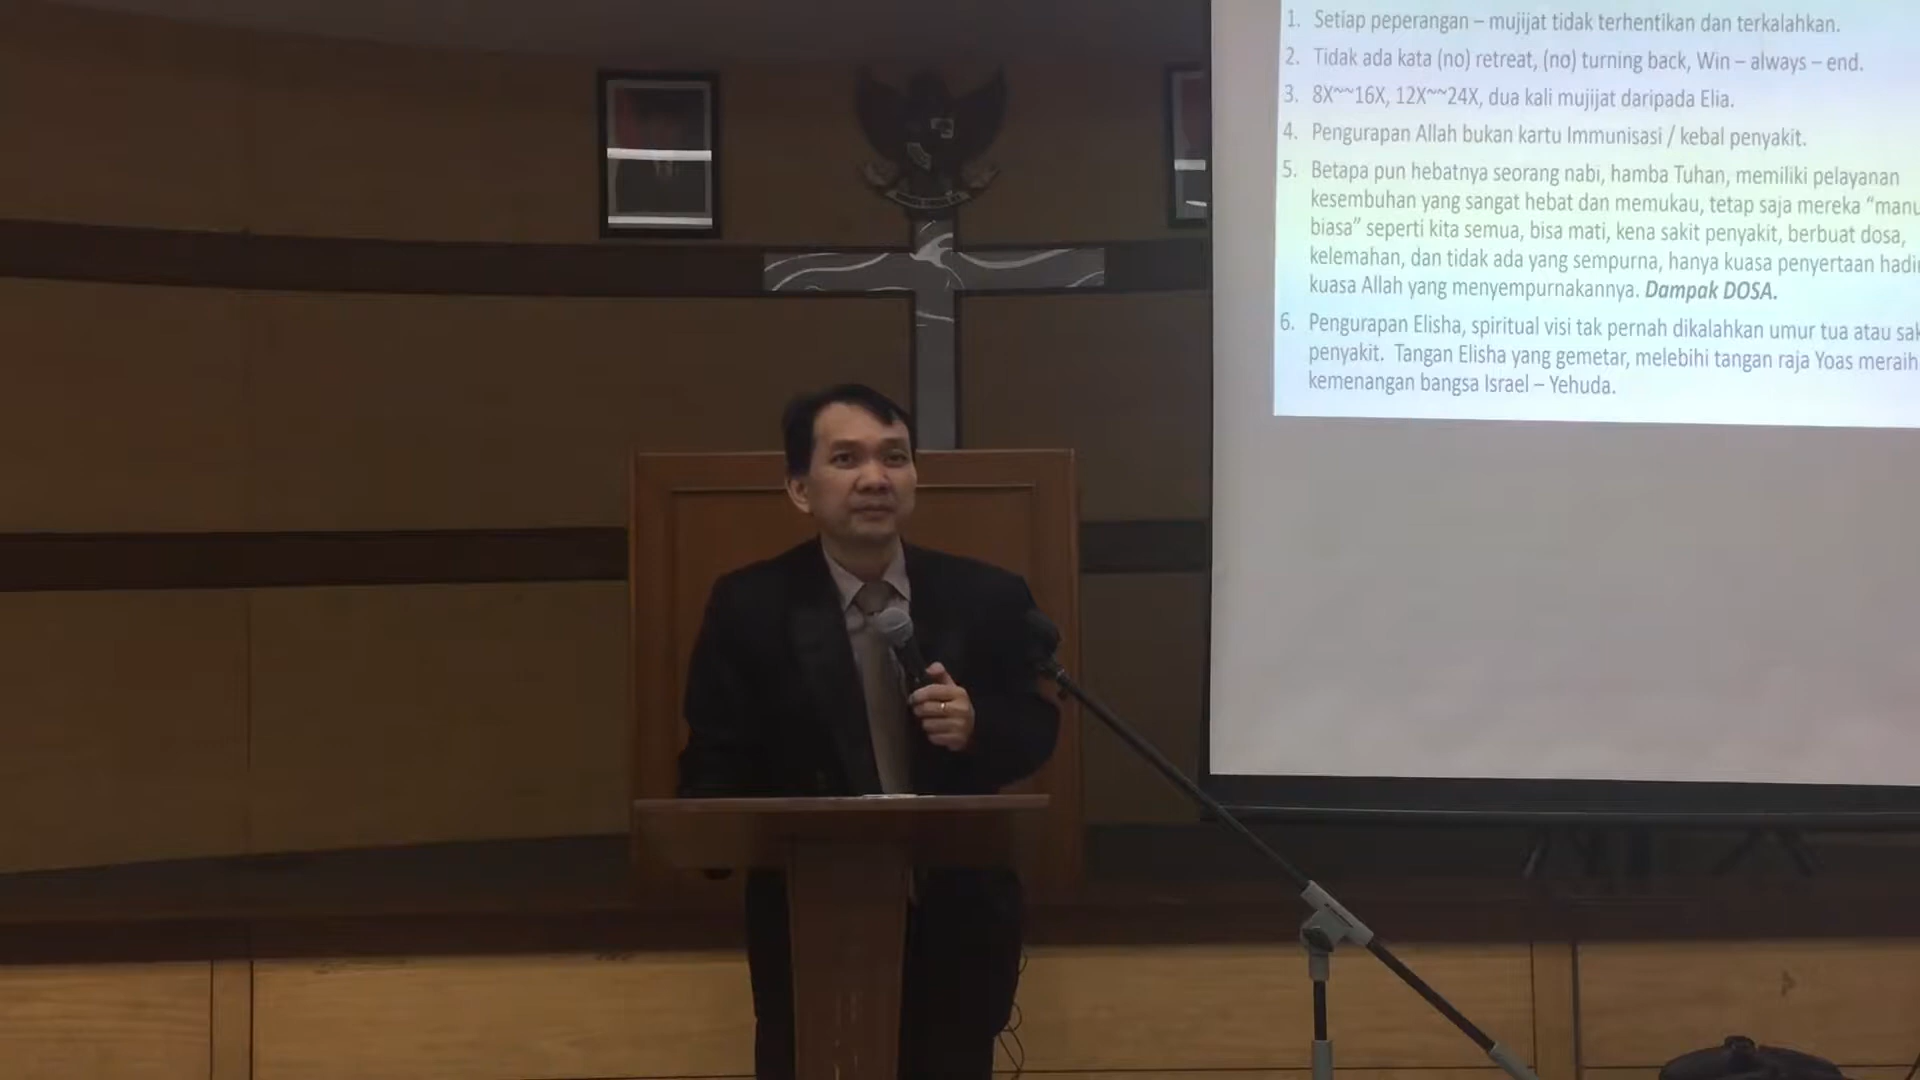 1. Setiap peperangan – mujijat tidak terhentikan dan terkalahkan.
2. Tidak ada kata (no) retreat, (no) turning back, Win – always – end.
3. 8X~~16X, 12X~~24X, dua kali mujijat daripada Elia.
4. Pengurapan Allah bukan kartu Immunisasi / kebal penyakit.
5. Betapa pun hebatnya seorang nabi, hamba Tuhan, memiliki pelayanan
kesembuhan yang sangat hebat dan memukau, tetap saja mereka “manu
biasa” seperti kita semua, bisa mati, kena sakit penyakit, berbuat dosa,
kelemahan, dan tidak ada yang sempurna, hanya kuasa penyertaan hadi
kuasa Allah yang menyempurnakannya. Dampak DOSA.
6. Pengurapan Elisha, spiritual visi tak pernah dikalahkan umur tua atau sak
penyakit. Tangan Elisha yang gemetar, melebihi tangan raja Yoas meraih
kemenangan bangsa Israel – Yehuda.